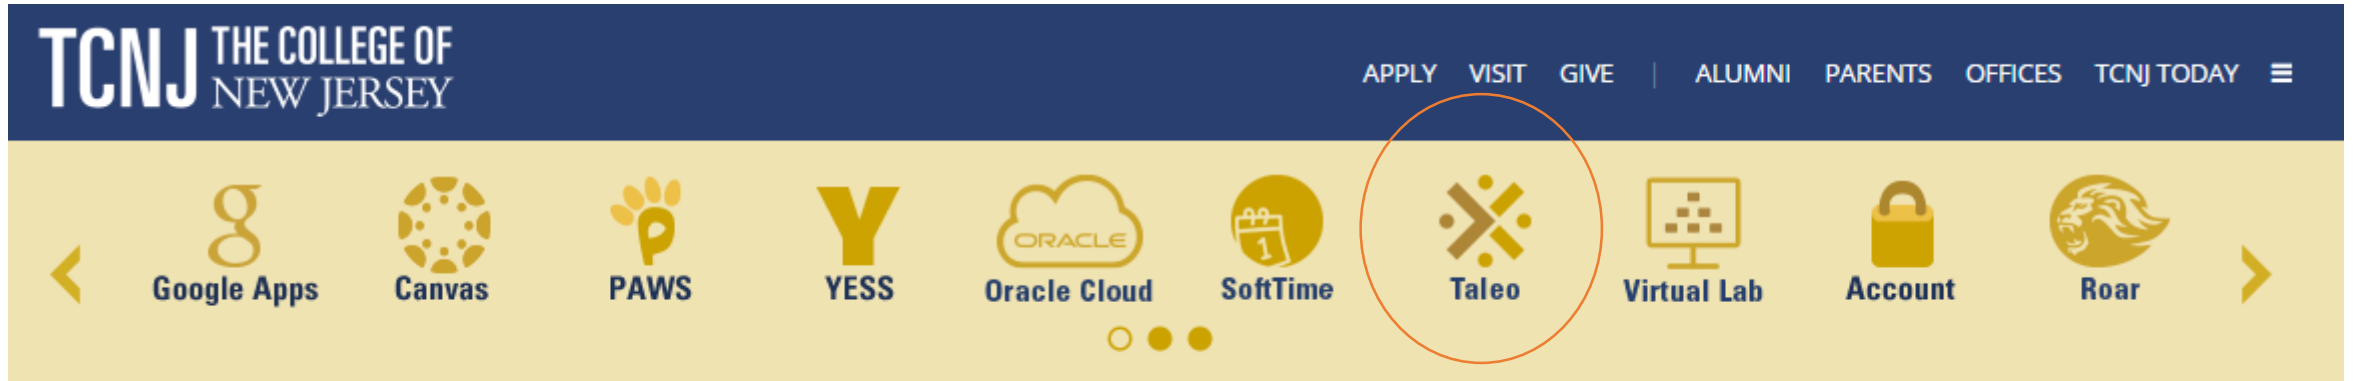 TCNJ THE COLLEGE OF
NEW JERSEY
APPLY VISIT GIVE | ALUMNI PARENTS OFFICES TCNJ TODAY
g
P
Y
ORACLE
1
Google Apps Canvas PAWS YESS Oracle Cloud SoftTime Taleo Virtual Lab Account Roar